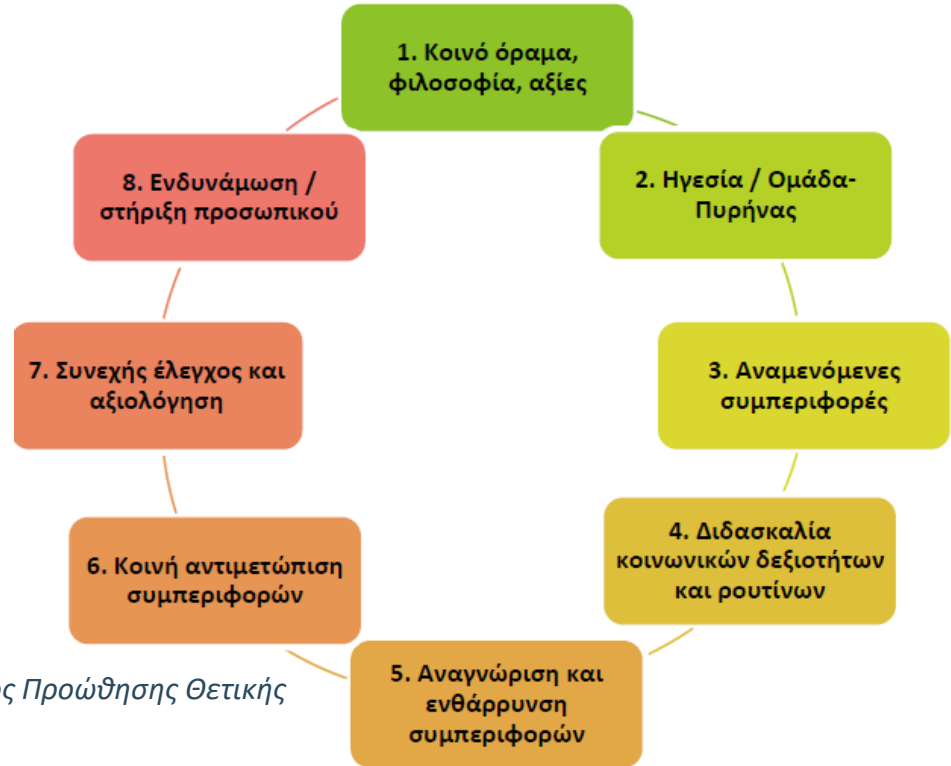 1. Κοινό όραμα,
φιλοσοφία, αξίες
2. Ηγεσία / Ομάδα-
Πυρήνας
3. Αναμενόμενες
συμπεριφορές
4. Διδασκαλία
κοινωνικών δεξιοτήτων
και ρουτίνων
5. Αναγνώριση και
ενθάρρυνση
συμπεριφορών
6. Κοινή αντιμετώπιση
συμπεριφορών
7. Συνεχής έλεγχος και
αξιολόγηση
8. Ενδυνάμωση /
στήριξη προσωπικού
Προώθησης Θετικής